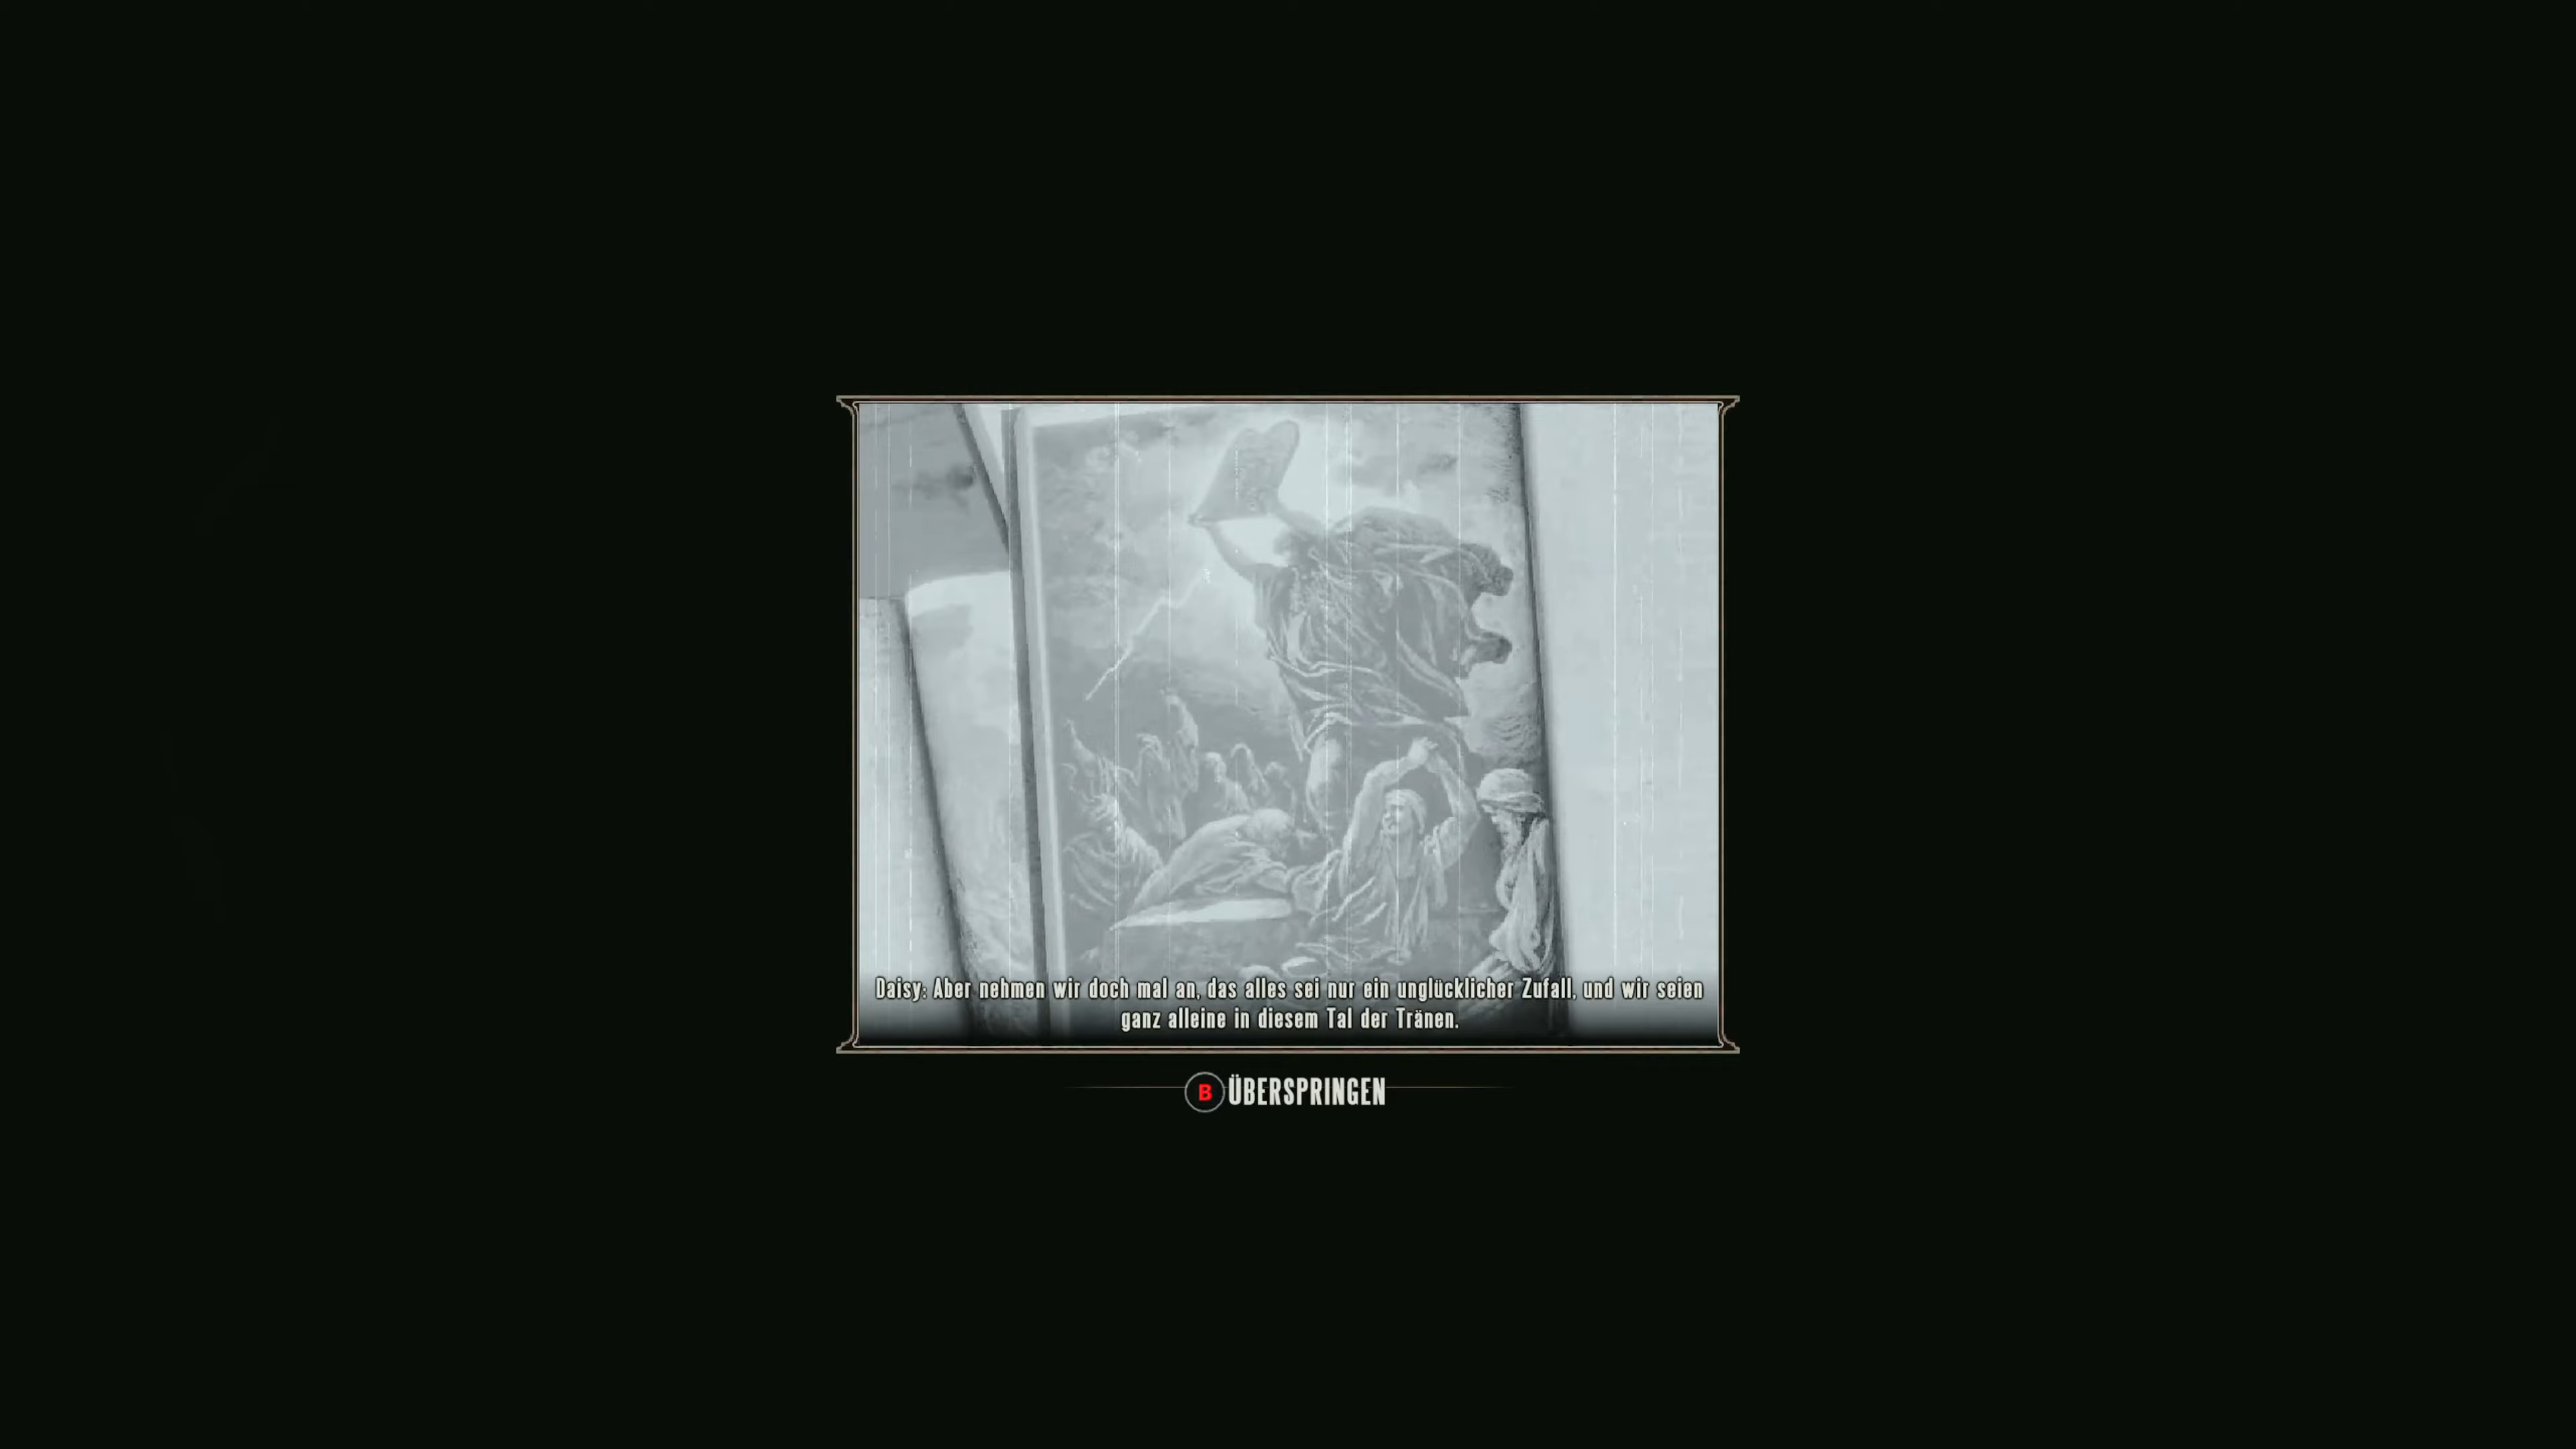 Daisy: Aber nehmen wir doch mal an, das alles sei nur ein unglücklicher Zufall, und wir seien
ganz alleine in diesem Tal der Tränen.
B ÜBERSPRINGEN